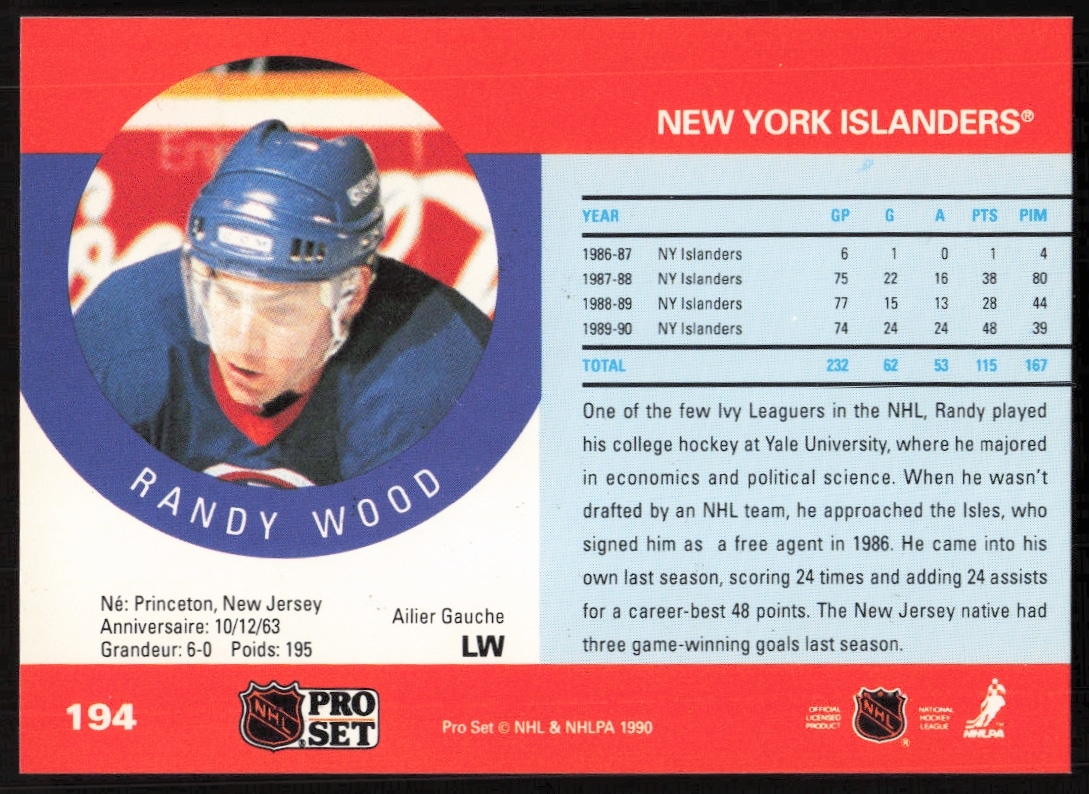 NEW YORK ISLANDERS®
YEAR GP G A PTS PIM
1986-87 NY Islanders 6 1 0 1 4
1987-88 NY Islanders 75 22 16 38 80
1988-89 NY Islanders 77 15 13 28 44
1989-90 NY Islanders 74 24 24 48 39
TOTAL 232 62 53 115 167
One of the few Ivy Leaguers in the NHL, Randy played
his college hockey at Yale University, where he majored
in economics and political science. When he wasn't
drafted by an NHL team, he approached the Isles, who
signed him as a free agent in 1986. He came into his
own last season, scoring 24 times and adding 24 assists
for a career-best 48 points. The New Jersey native had
three game-winning goals last season.
RANDY WOOD
Né: Princeton, New Jersey
Anniversaire: 10/12/63
Grandeur: 6-0 Poids: 195
Ailier Gauche
LW
194
NHL
PRO
SET
Pro Set © NHL & NHLPA 1990
OFFICIAL
LICENSED
PRODUCT
NHL
®
NATIONAL
HOCKEY
LEAGUE
NHLPA